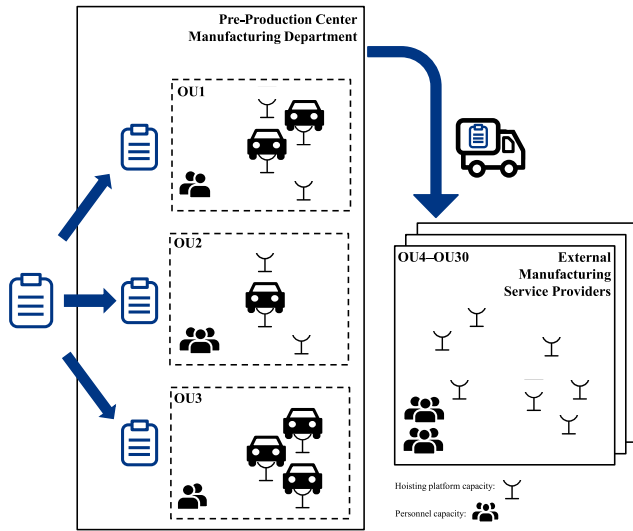 Pre-Production Center
Manufacturing Department
OU1
OU2
OU3
OU4–OU30
External
Manufacturing
Service Providers
Hoisting platform capacity:
Personnel capacity: